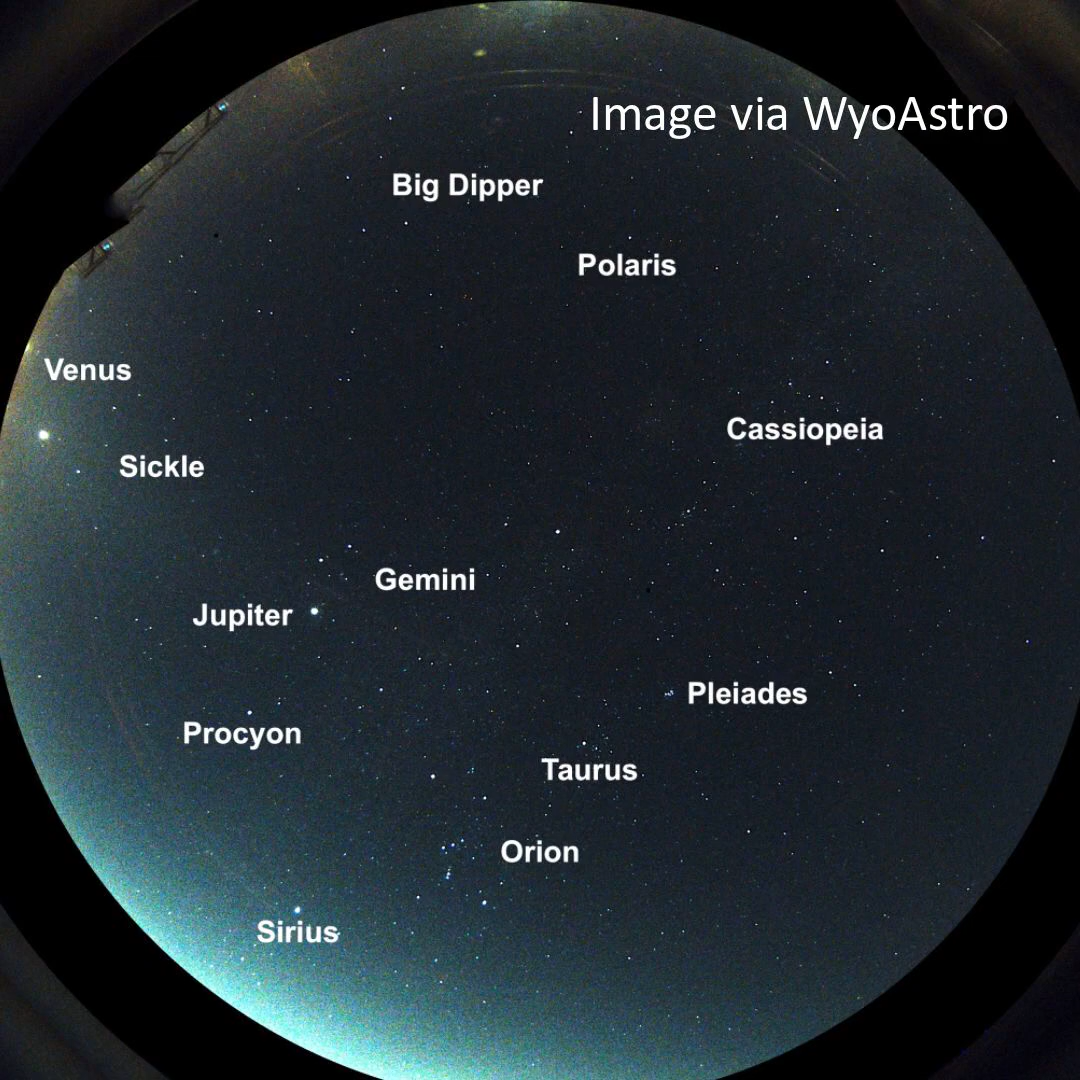 Image via WyoAstro
Big Dipper
Polaris
Venus
Cassiopeia
Sickle
Gemini
Jupiter
Pleiades
Procyon
Taurus
Orion
Sirius